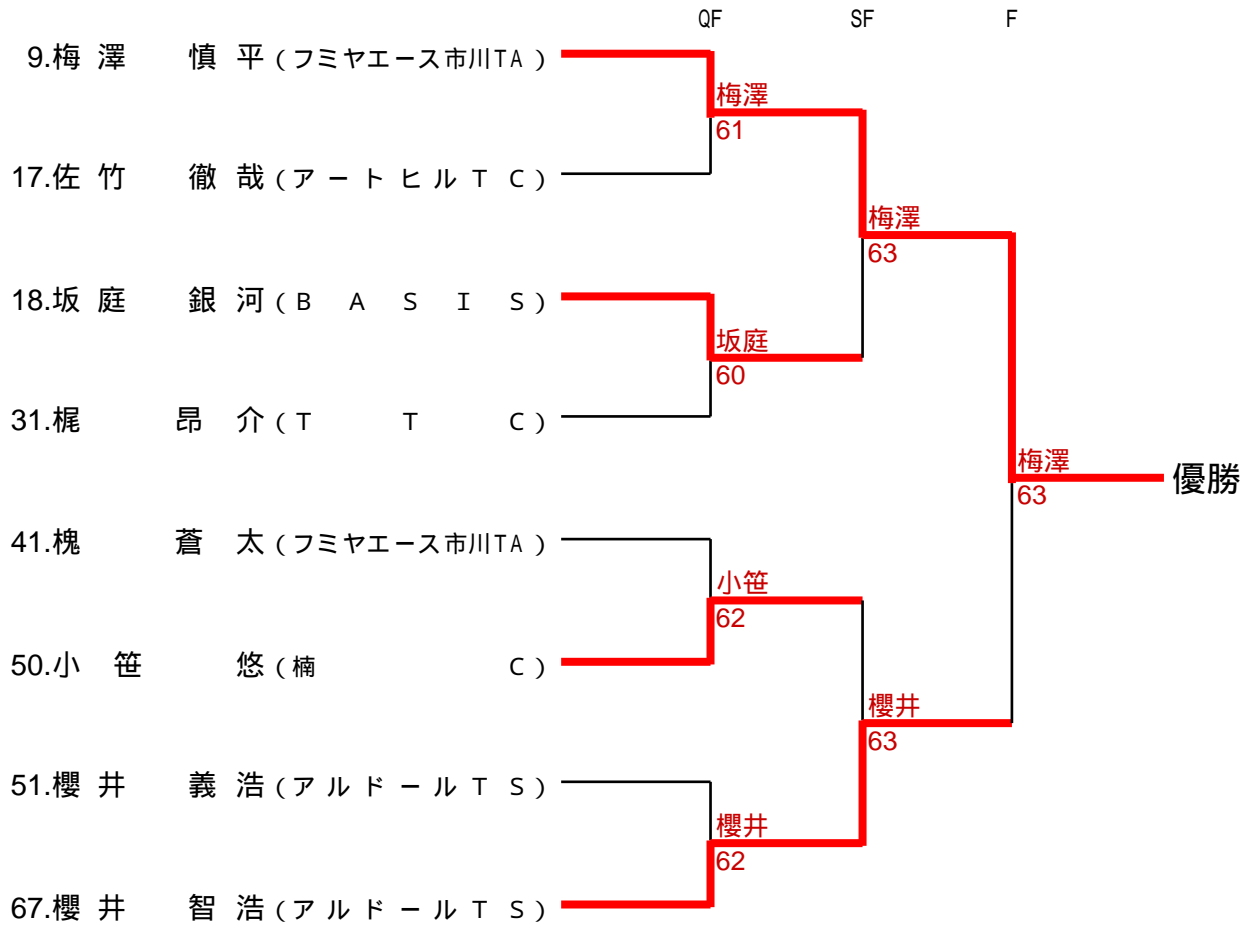 QF SF F
9.梅澤 慎平(フミヤエース市川TA)
梅澤
61
17.佐竹 徹哉(アートヒルTC)
梅澤
63
18.坂庭 銀河(BASIS)
坂庭
60
31.梶 昂介(TTC)
梅澤
63
優勝
41.槐 蒼太(フミヤエース市川TA)
小笹
62
50.小笹 悠(楠C)
櫻井
63
51.櫻井 義浩(アルドールTS)
櫻井
62
67.櫻井 智浩(アルドールTS)